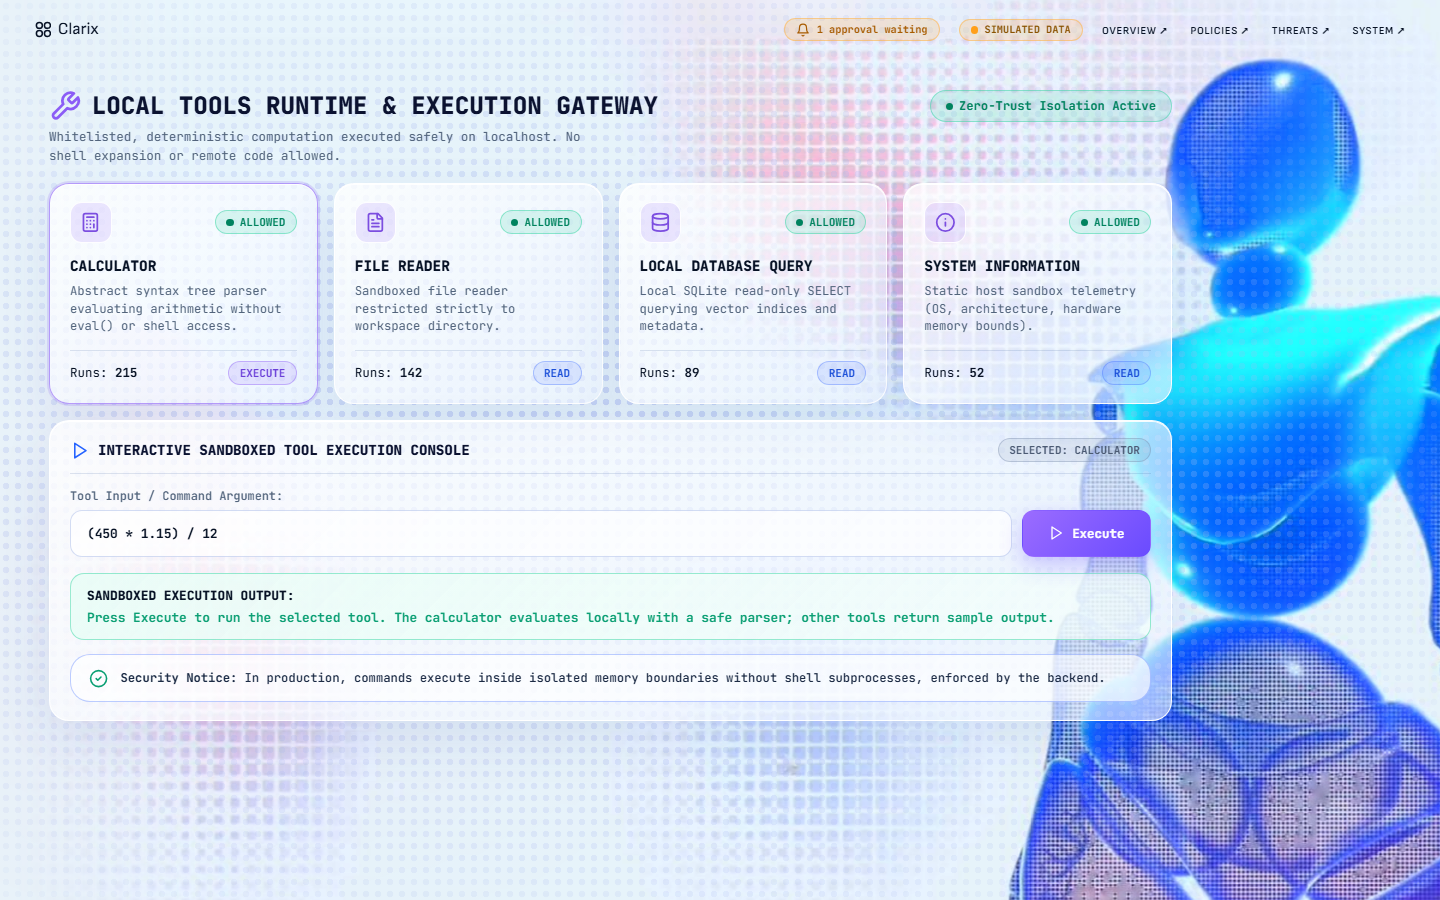 Clarix
1 approval waiting
SIMULATED DATA
OVERVIEW ↗
POLICIES ↗
THREATS ↗
SYSTEM ↗
LOCAL TOOLS RUNTIME & EXECUTION GATEWAY
Zero-Trust Isolation Active
Whitelisted, deterministic computation executed safely on localhost. No
shell expansion or remote code allowed.
ALLOWED
CALCULATOR
Abstract syntax tree parser
evaluating arithmetic without
eval() or shell access.
Runs: 215
EXECUTE
ALLOWED
FILE READER
Sandboxed file reader
restricted strictly to
workspace directory.
Runs: 142
READ
ALLOWED
LOCAL DATABASE QUERY
Local SQLite read-only SELECT
querying vector indices and
metadata.
Runs: 89
READ
ALLOWED
SYSTEM INFORMATION
Static host sandbox telemetry
(OS, architecture, hardware
memory bounds).
Runs: 52
READ
INTERACTIVE SANDBOXED TOOL EXECUTION CONSOLE
SELECTED: CALCULATOR
Tool Input / Command Argument:
(450 * 1.15) / 12
Execute
SANDBOXED EXECUTION OUTPUT:
Press Execute to run the selected tool. The calculator evaluates locally with a safe parser; other tools return sample output.
Security Notice: In production, commands execute inside isolated memory boundaries without shell subprocesses, enforced by the backend.